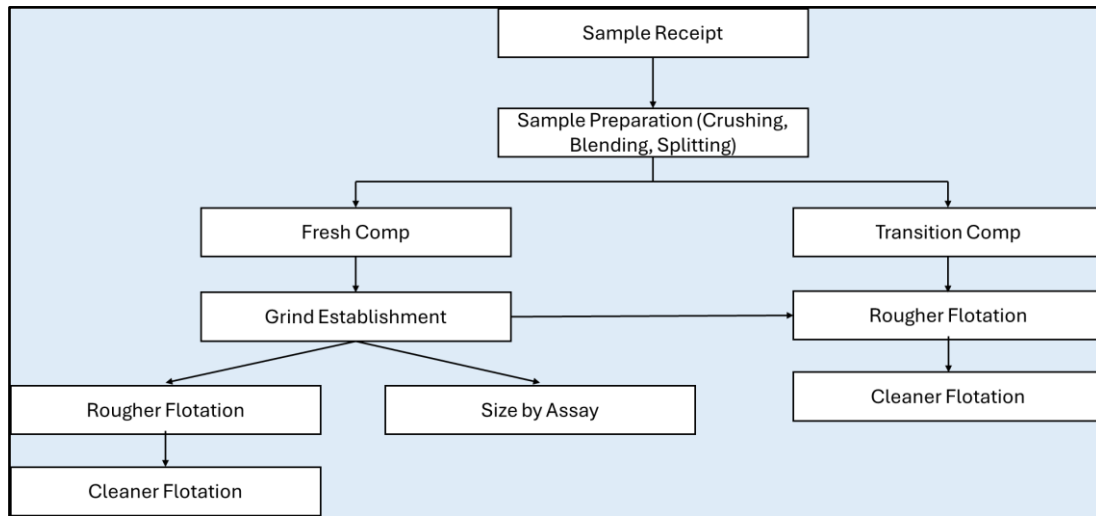 Sample Receipt
Sample Preparation (Crushing,
Blending, Splitting)
Fresh Comp
Transition Comp
Grind Establishment
Rougher Flotation
Rougher Flotation
Size by Assay
Cleaner Flotation
Cleaner Flotation